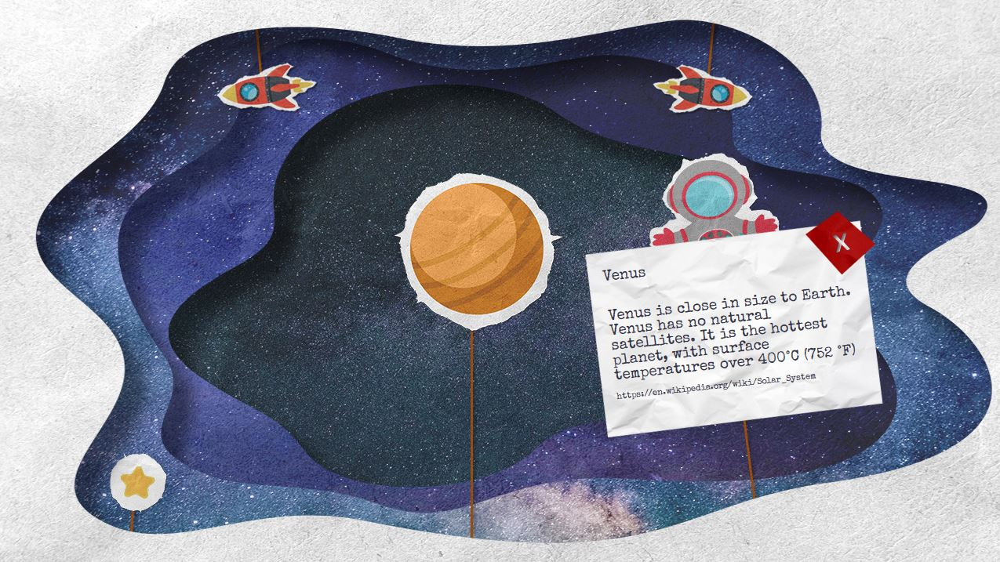 X
Venus
Venus is close in size to Earth.
Venus has no natural
satellites. It is the hottest
planet, with surface
temperatures over 400°C (752 °F)
https://en.wikipedia.org/wiki/Solar_System